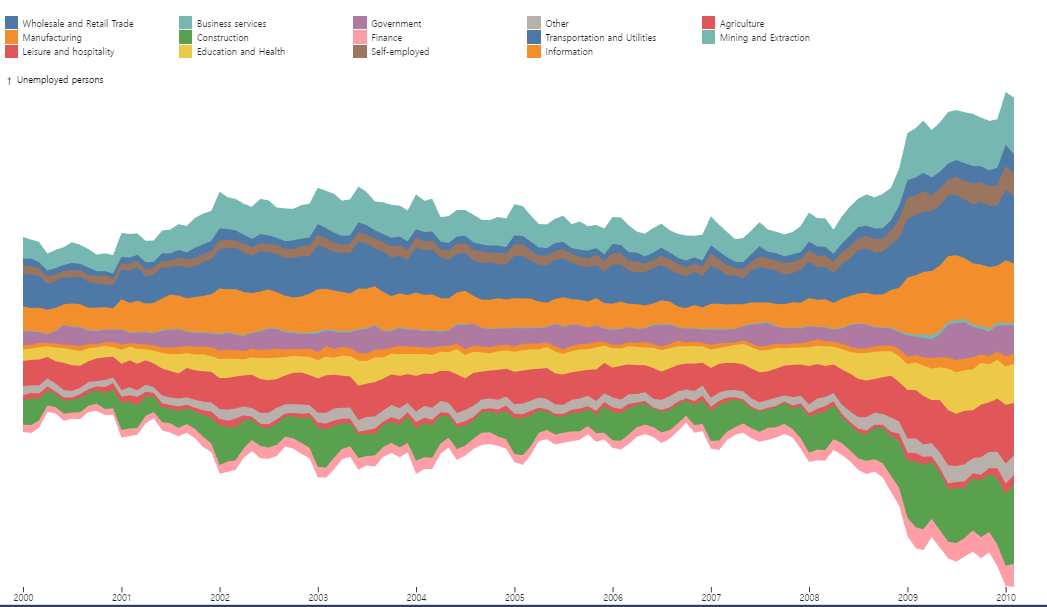 Wholesale and Retail Trade Business services Government Other Agriculture
Manufacturing Construction Finance Transportation and Utilities Mining and Extraction
Leisure and hospitality Education and Health Self-employed Information
↑ Unemployed persons
2000 2001 2002 2003 2004 2005 2006 2007 2008 2009 2010